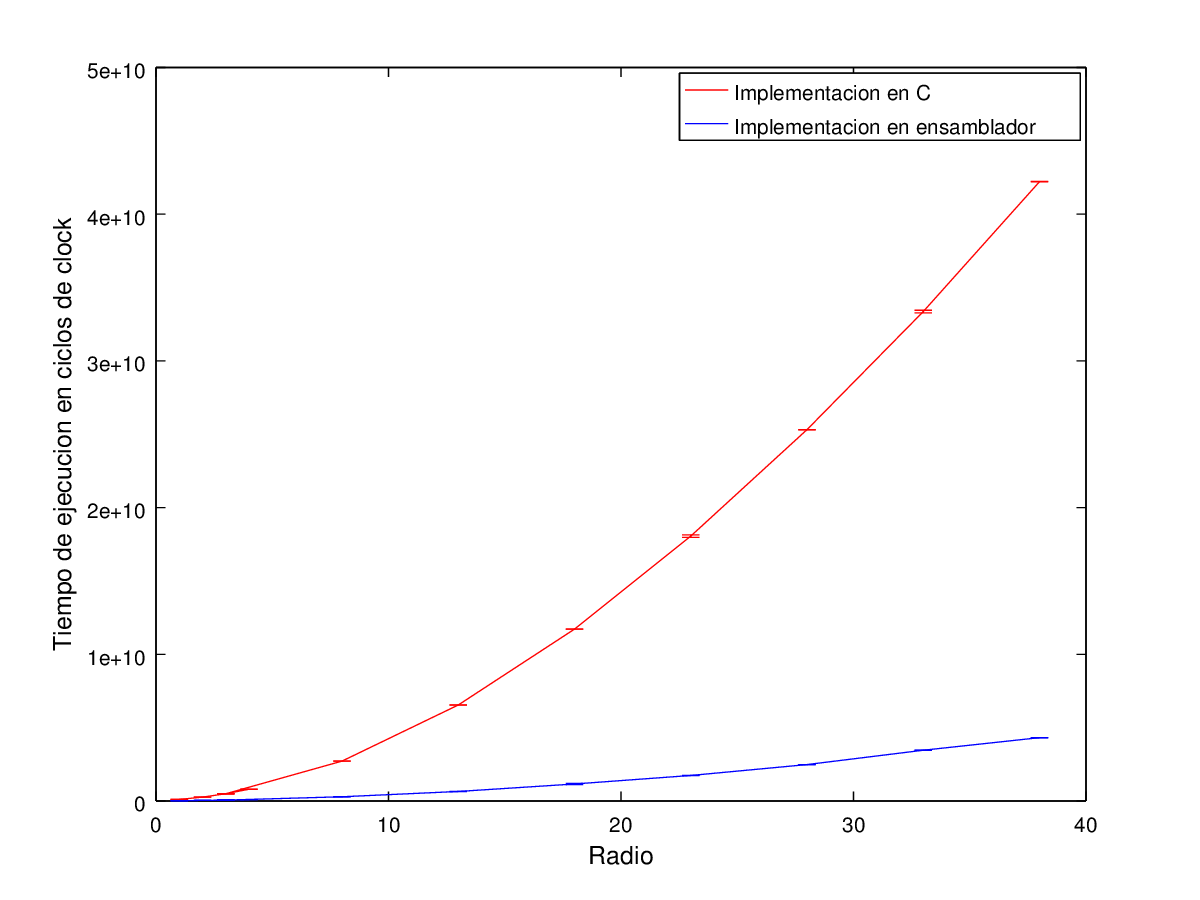 5e+10
4e+10
3e+10
2e+10
1e+10
0
Tiempo de ejecucion en ciclos de clock
Implementacion en C
Implementacion en ensamblador
0 10 20 30 40
Radio